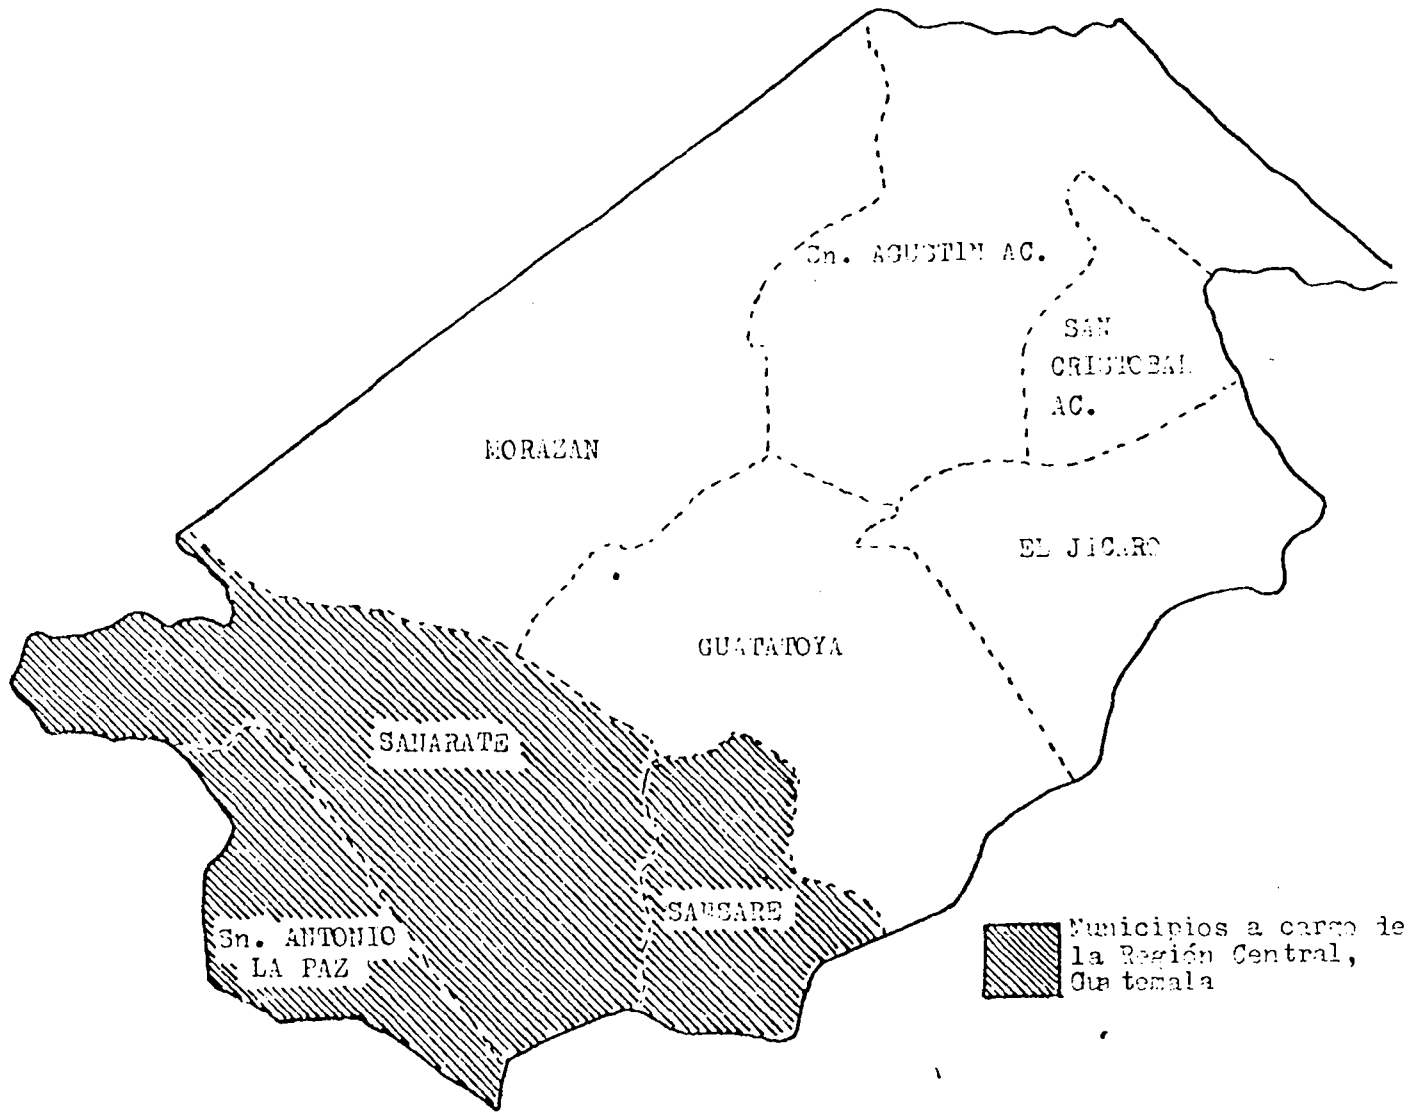 Sn. AGUSTIN AC.
SAN
CRISTOBAL
AC.
MORAZAN
EL JICARO
GUATATOYA
SANARATE
SANSARE
Sn. ANTONIO
LA PAZ
Municipios a cargo de
la Región Central,
Guatemala